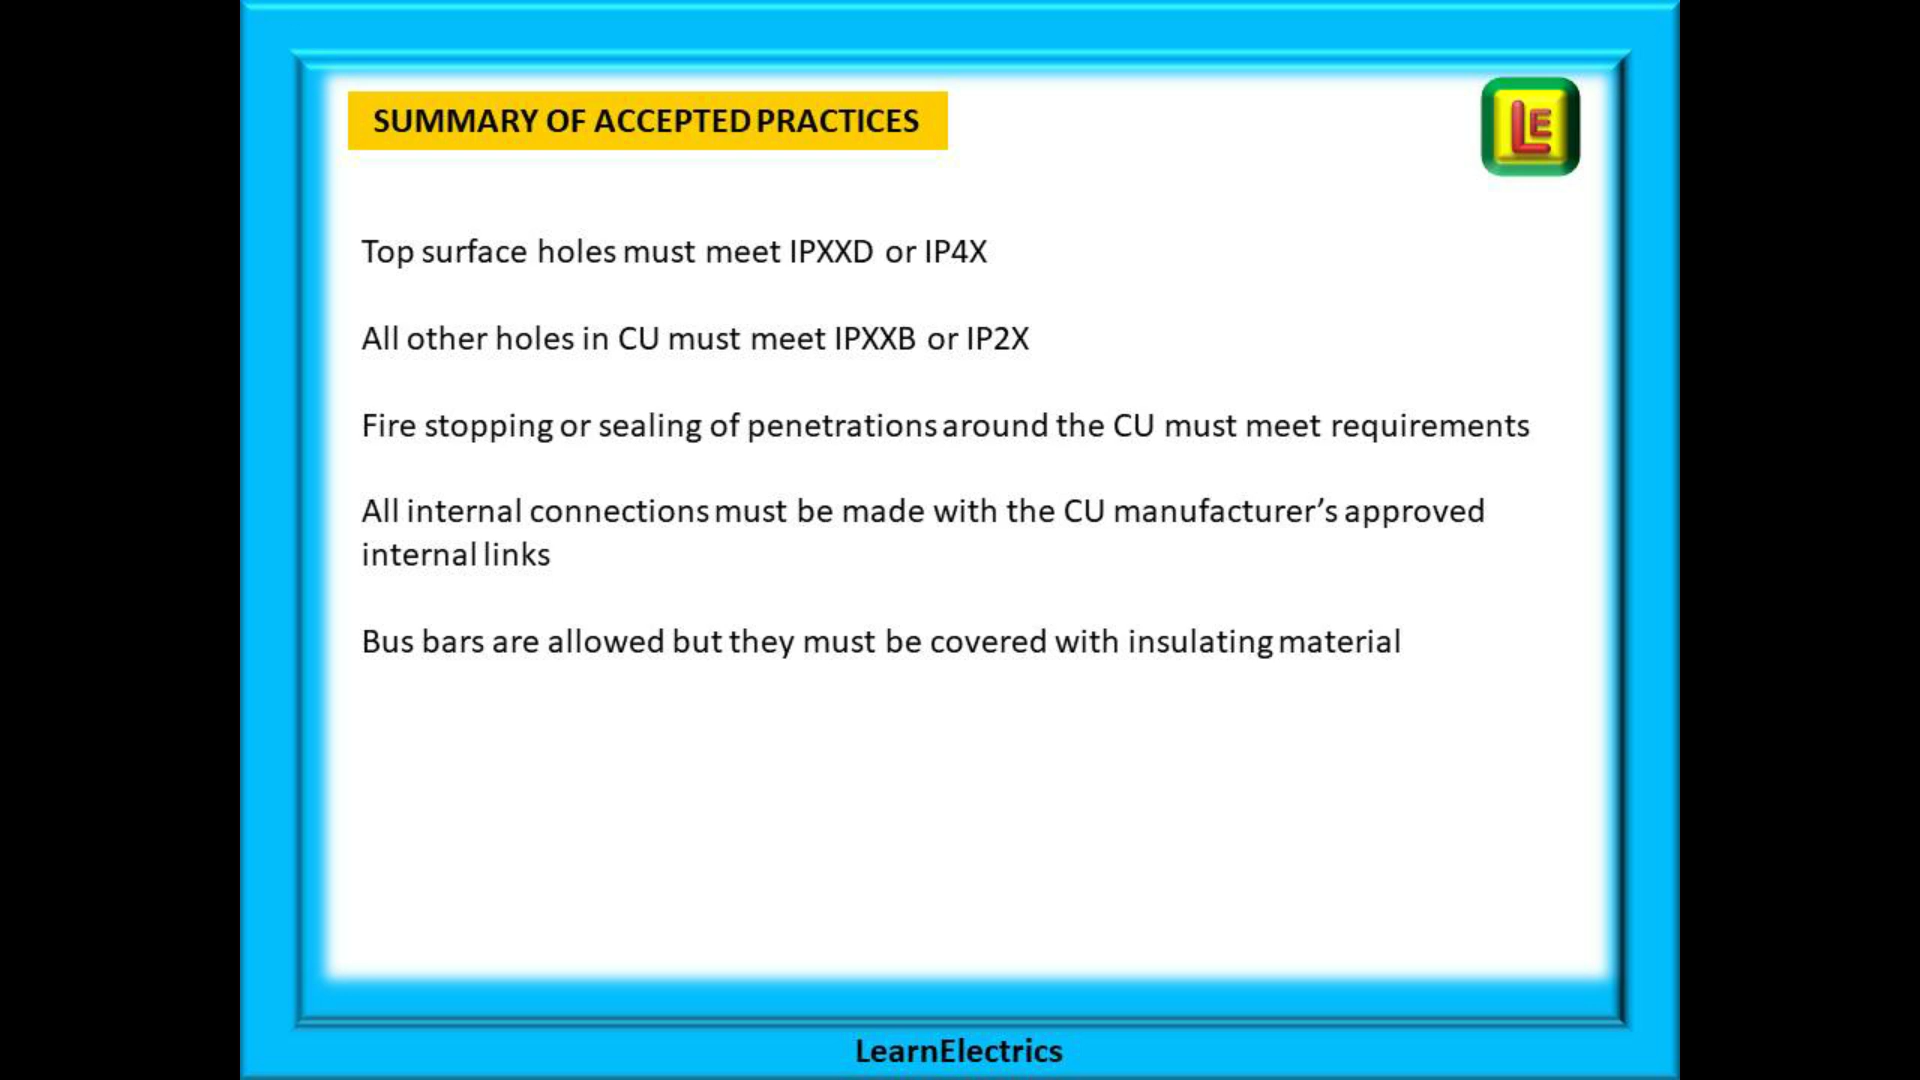 SUMMARY OF ACCEPTED PRACTICES
LE
Top surface holes must meet IPXXD or IP4X
All other holes in CU must meet IPXXB or IP2X
Fire stopping or sealing of penetrations around the CU must meet requirements
All internal connections must be made with the CU manufacturer’s approved
internal links
Bus bars are allowed but they must be covered with insulating material
LearnElectrics